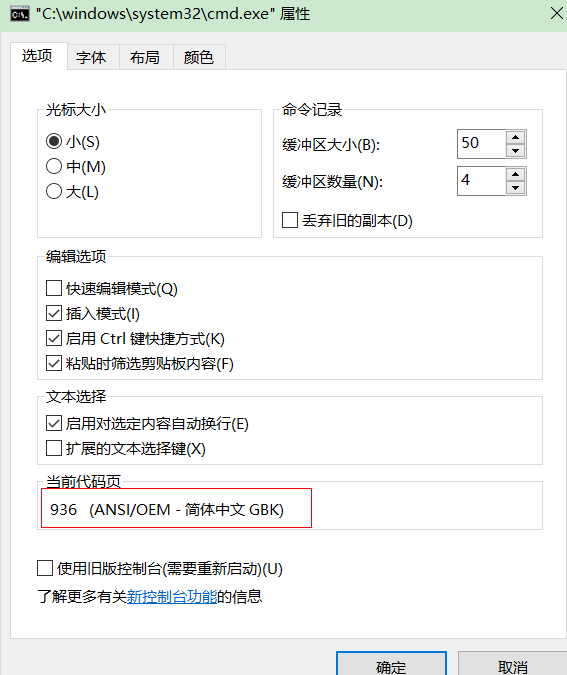 "C:\windows\system32\cmd.exe" 属性
选项 字体 布局 颜色
光标大小
小(S)
中(M)
大(L)
命令记录
缓冲区大小(B): 50
缓冲区数量(N): 4
丢弃旧的副本(D)
编辑选项
快速编辑模式(Q)
插入模式(I)
启用 Ctrl 键快捷方式(K)
粘贴时筛选剪贴板内容(F)
文本选择
启用对选定内容自动换行(E)
扩展的文本选择键(X)
当前代码页
936 (ANSI/OEM - 简体中文 GBK)
使用旧版控制台(需要重新启动)(U)
了解更多有关新控制台功能的信息
确定 取消